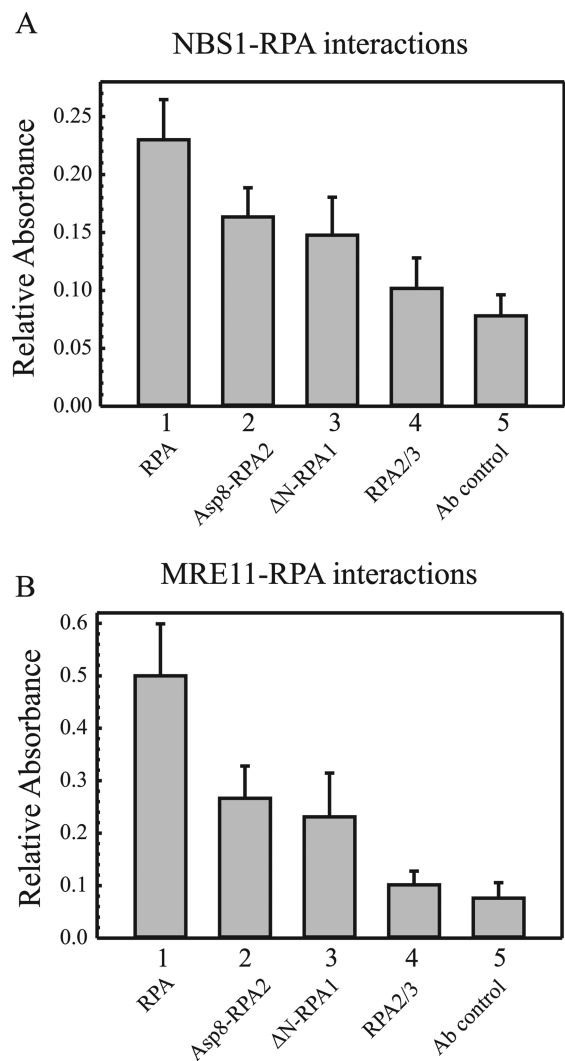 A
NBS1-RPA interactions
Relative Absorbance
0.25
0.20
0.15
0.10
0.05
0.00
1 2 3 4 5
RPA
Asp8-RPA2
ΔN-RPA1
RPA2/3
Ab control
B
MRE11-RPA interactions
Relative Absorbance
0.6
0.5
0.4
0.3
0.2
0.1
0.0
1 2 3 4 5
RPA
Asp8-RPA2
ΔN-RPA1
RPA2/3
Ab control